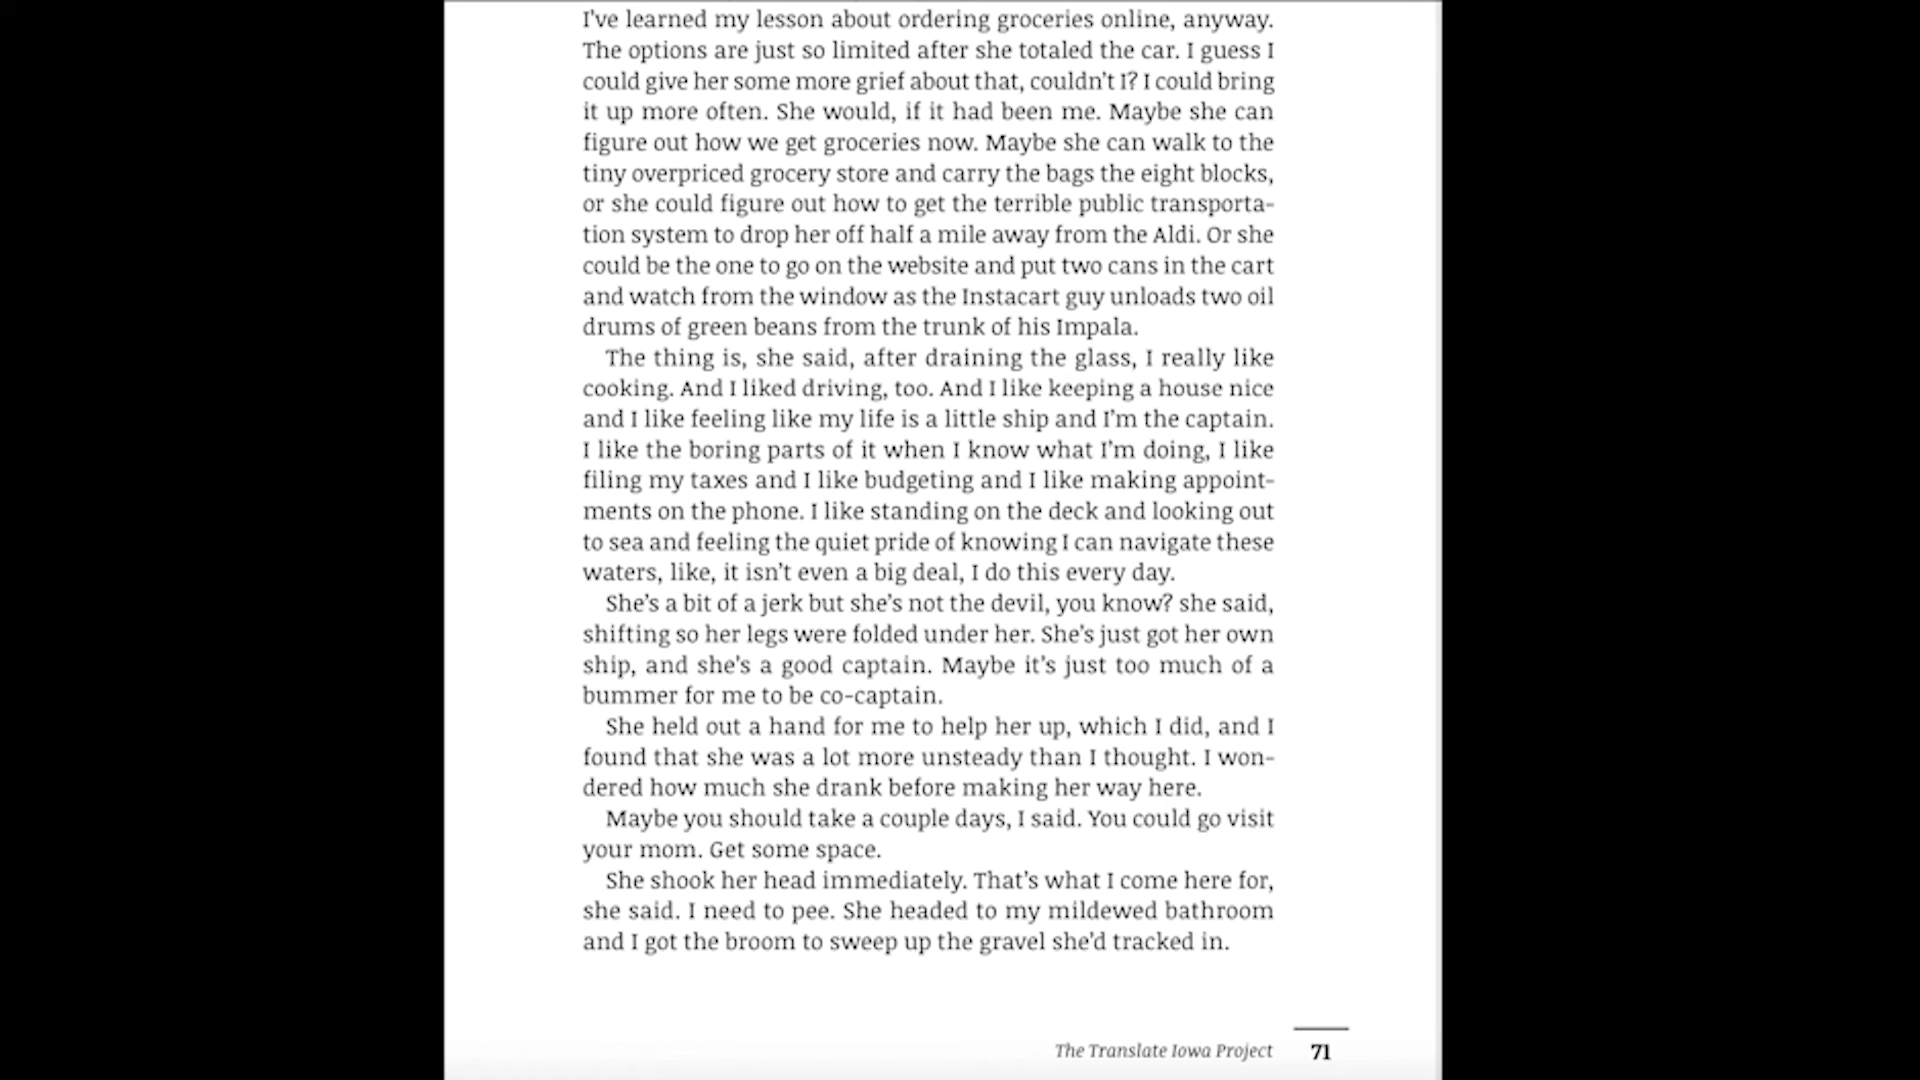 I've learned my lesson about ordering groceries online, anyway.
The options are just so limited after she totaled the car. I guess I
could give her some more grief about that, couldn't I? I could bring
it up more often. She would, if it had been me. Maybe she can
figure out how we get groceries now. Maybe she can walk to the
tiny overpriced grocery store and carry the bags the eight blocks,
or she could figure out how to get the terrible public transporta-
tion system to drop her off half a mile away from the Aldi. Or she
could be the one to go on the website and put two cans in the cart
and watch from the window as the Instacart guy unloads two oil
drums of green beans from the trunk of his Impala.
The thing is, she said, after draining the glass, I really like
cooking. And I liked driving, too. And I like keeping a house nice
and I like feeling like my life is a little ship and I'm the captain.
I like the boring parts of it when I know what I'm doing, I like
filing my taxes and I like budgeting and I like making appoint-
ments on the phone. I like standing on the deck and looking out
to sea and feeling the quiet pride of knowing I can navigate these
waters, like, it isn't even a big deal, I do this every day.
She's a bit of a jerk but she's not the devil, you know? she said,
shifting so her legs were folded under her. She's just got her own
ship, and she's a good captain. Maybe it's just too much of a
bummer for me to be co-captain.
She held out a hand for me to help her up, which I did, and I
found that she was a lot more unsteady than I thought. I won-
dered how much she drank before making her way here.
Maybe you should take a couple days, I said. You could go visit
your mom. Get some space.
She shook her head immediately. That's what I come here for,
she said. I need to pee. She headed to my mildewed bathroom
and I got the broom to sweep up the gravel she'd tracked in.
The Translate Iowa Project 71